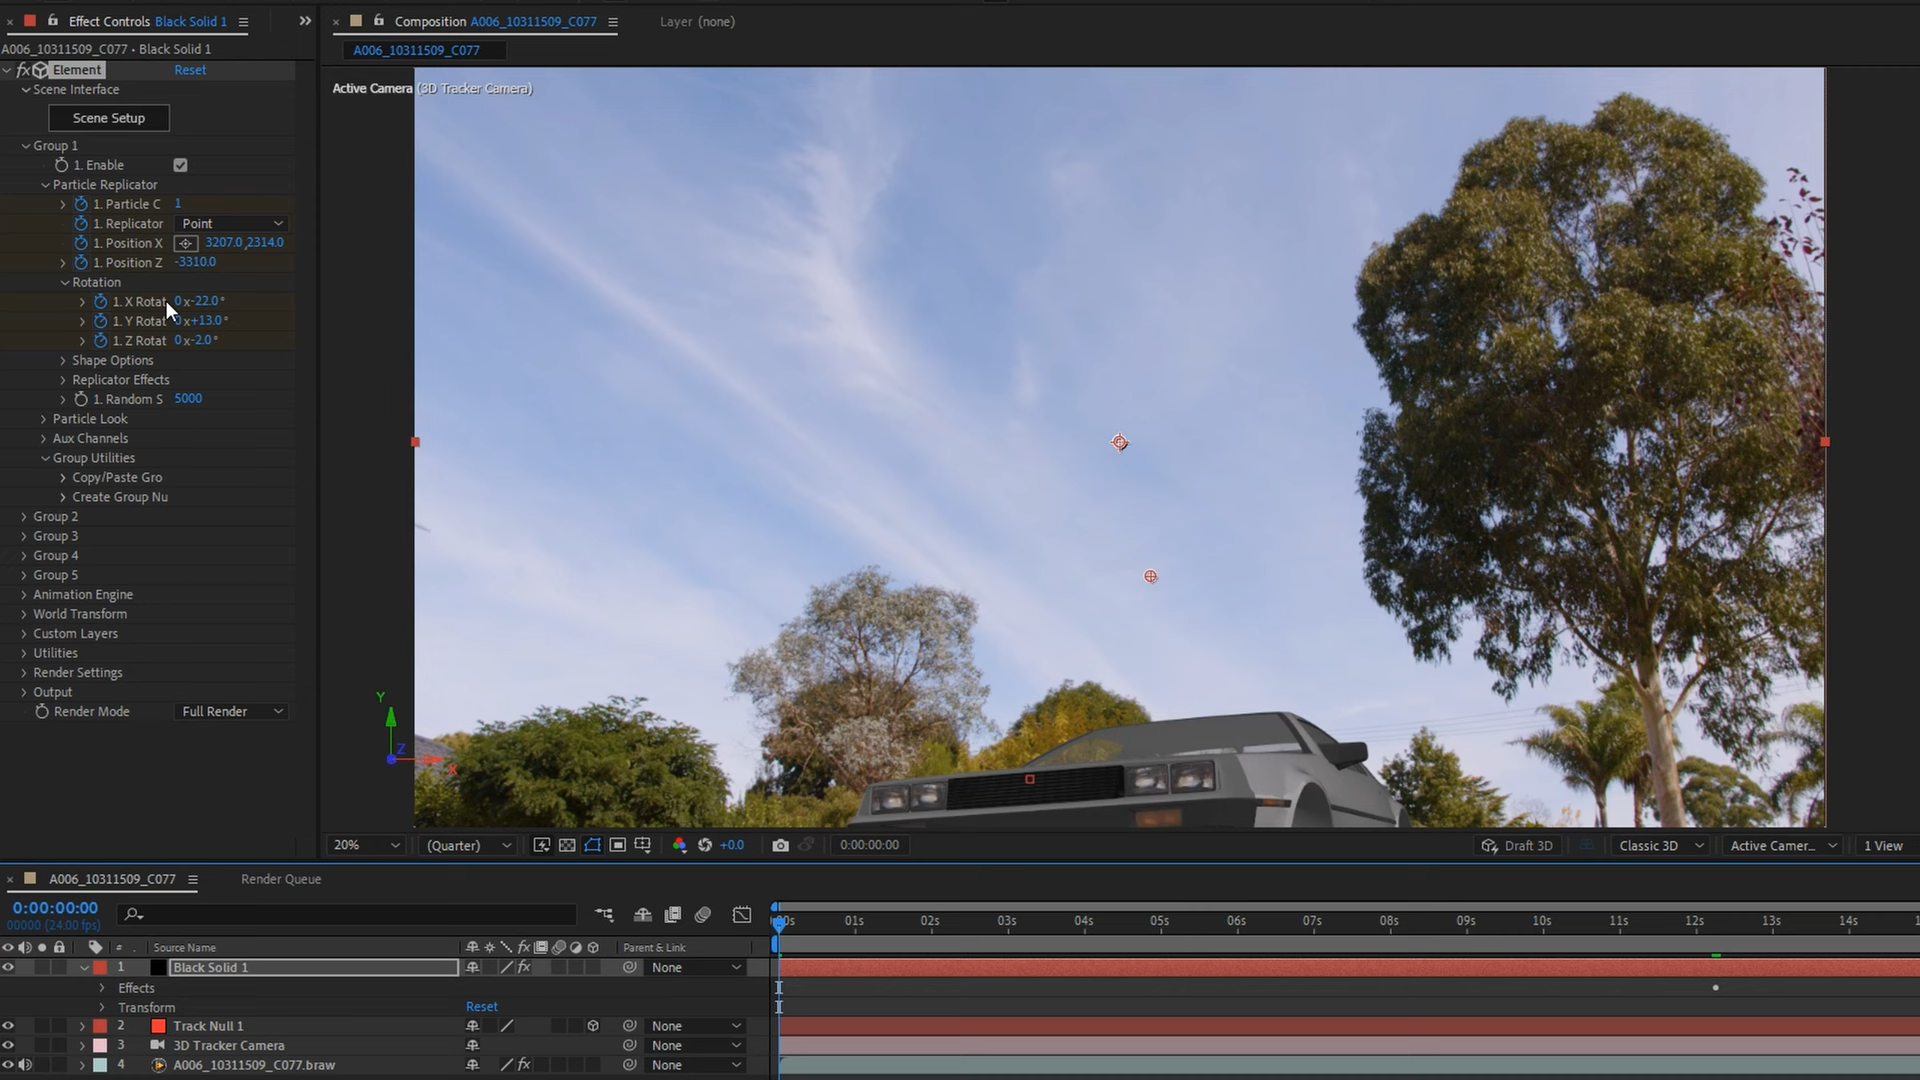 Effect Controls Black Solid 1
A006_10311509_C077 • Black Solid 1
fx Element Reset
Scene Interface
Scene Setup
Group 1
1. Enable
Particle Replicator
1. Particle C 1
1. Replicator Point
1. Position X 3207.0,2314.0
1. Position Z -3310.0
Rotation
1. X Rotat 0x-22.0°
1. Y Rotat 0x+13.0°
1. Z Rotat 0x-2.0°
Shape Options
Replicator Effects
1. Random S 5000
Particle Look
Aux Channels
Group Utilities
Copy/Paste Gro
Create Group Nu
Group 2
Group 3
Group 4
Group 5
Animation Engine
World Transform
Custom Layers
Utilities
Render Settings
Output
Render Mode Full Render
Composition A006_10311509_C077 Layer (none)
A006_10311509_C077
Active Camera (3D Tracker Camera)
Y
Z
X
20% (Quarter) +0.0 0:00:00:00 Draft 3D Classic 3D Active Camer... 1 View
A006_10311509_C077 Render Queue
0:00:00:00
00000 (24.00 fps)
00s 01s 02s 03s 04s 05s 06s 07s 08s 09s 10s 11s 12s 13s 14s
# Source Name fx Parent & Link
1 Black Solid 1 fx None
Effects
Transform Reset
2 Track Null 1 None
3 3D Tracker Camera None
4 A006_10311509_C077.braw fx None